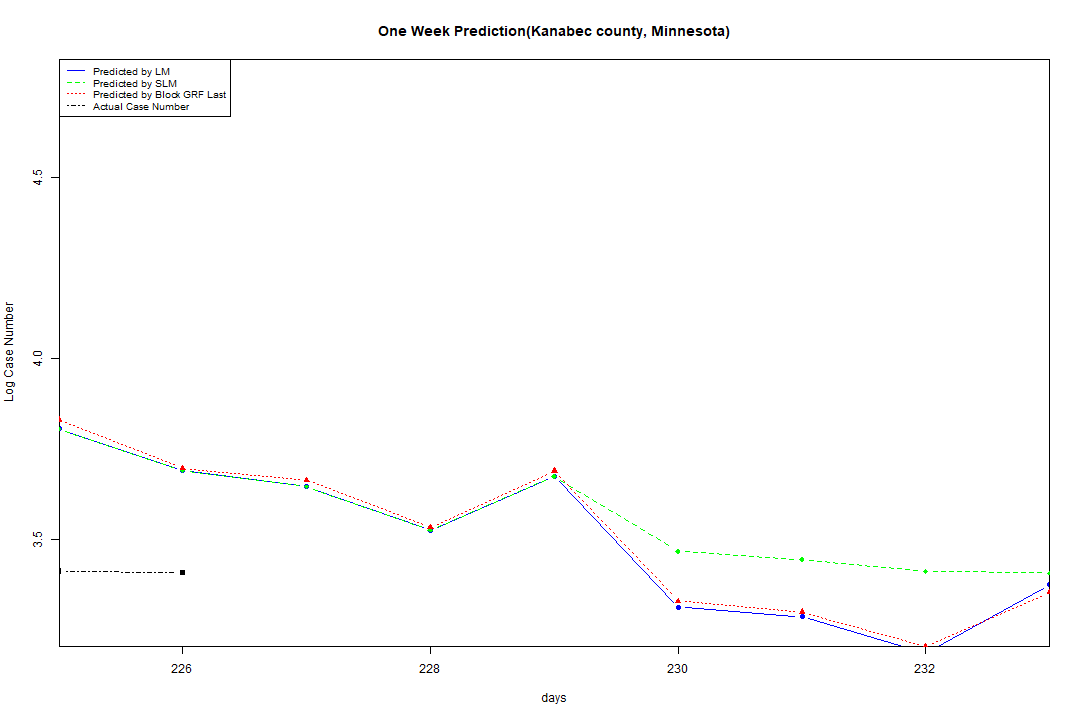 One Week Prediction(Kanabec county, Minnesota)
Predicted by LM
Predicted by SLM
Predicted by Block GRF Last
Actual Case Number
4.5
4.0
3.5
Log Case Number
226
228
230
232
days